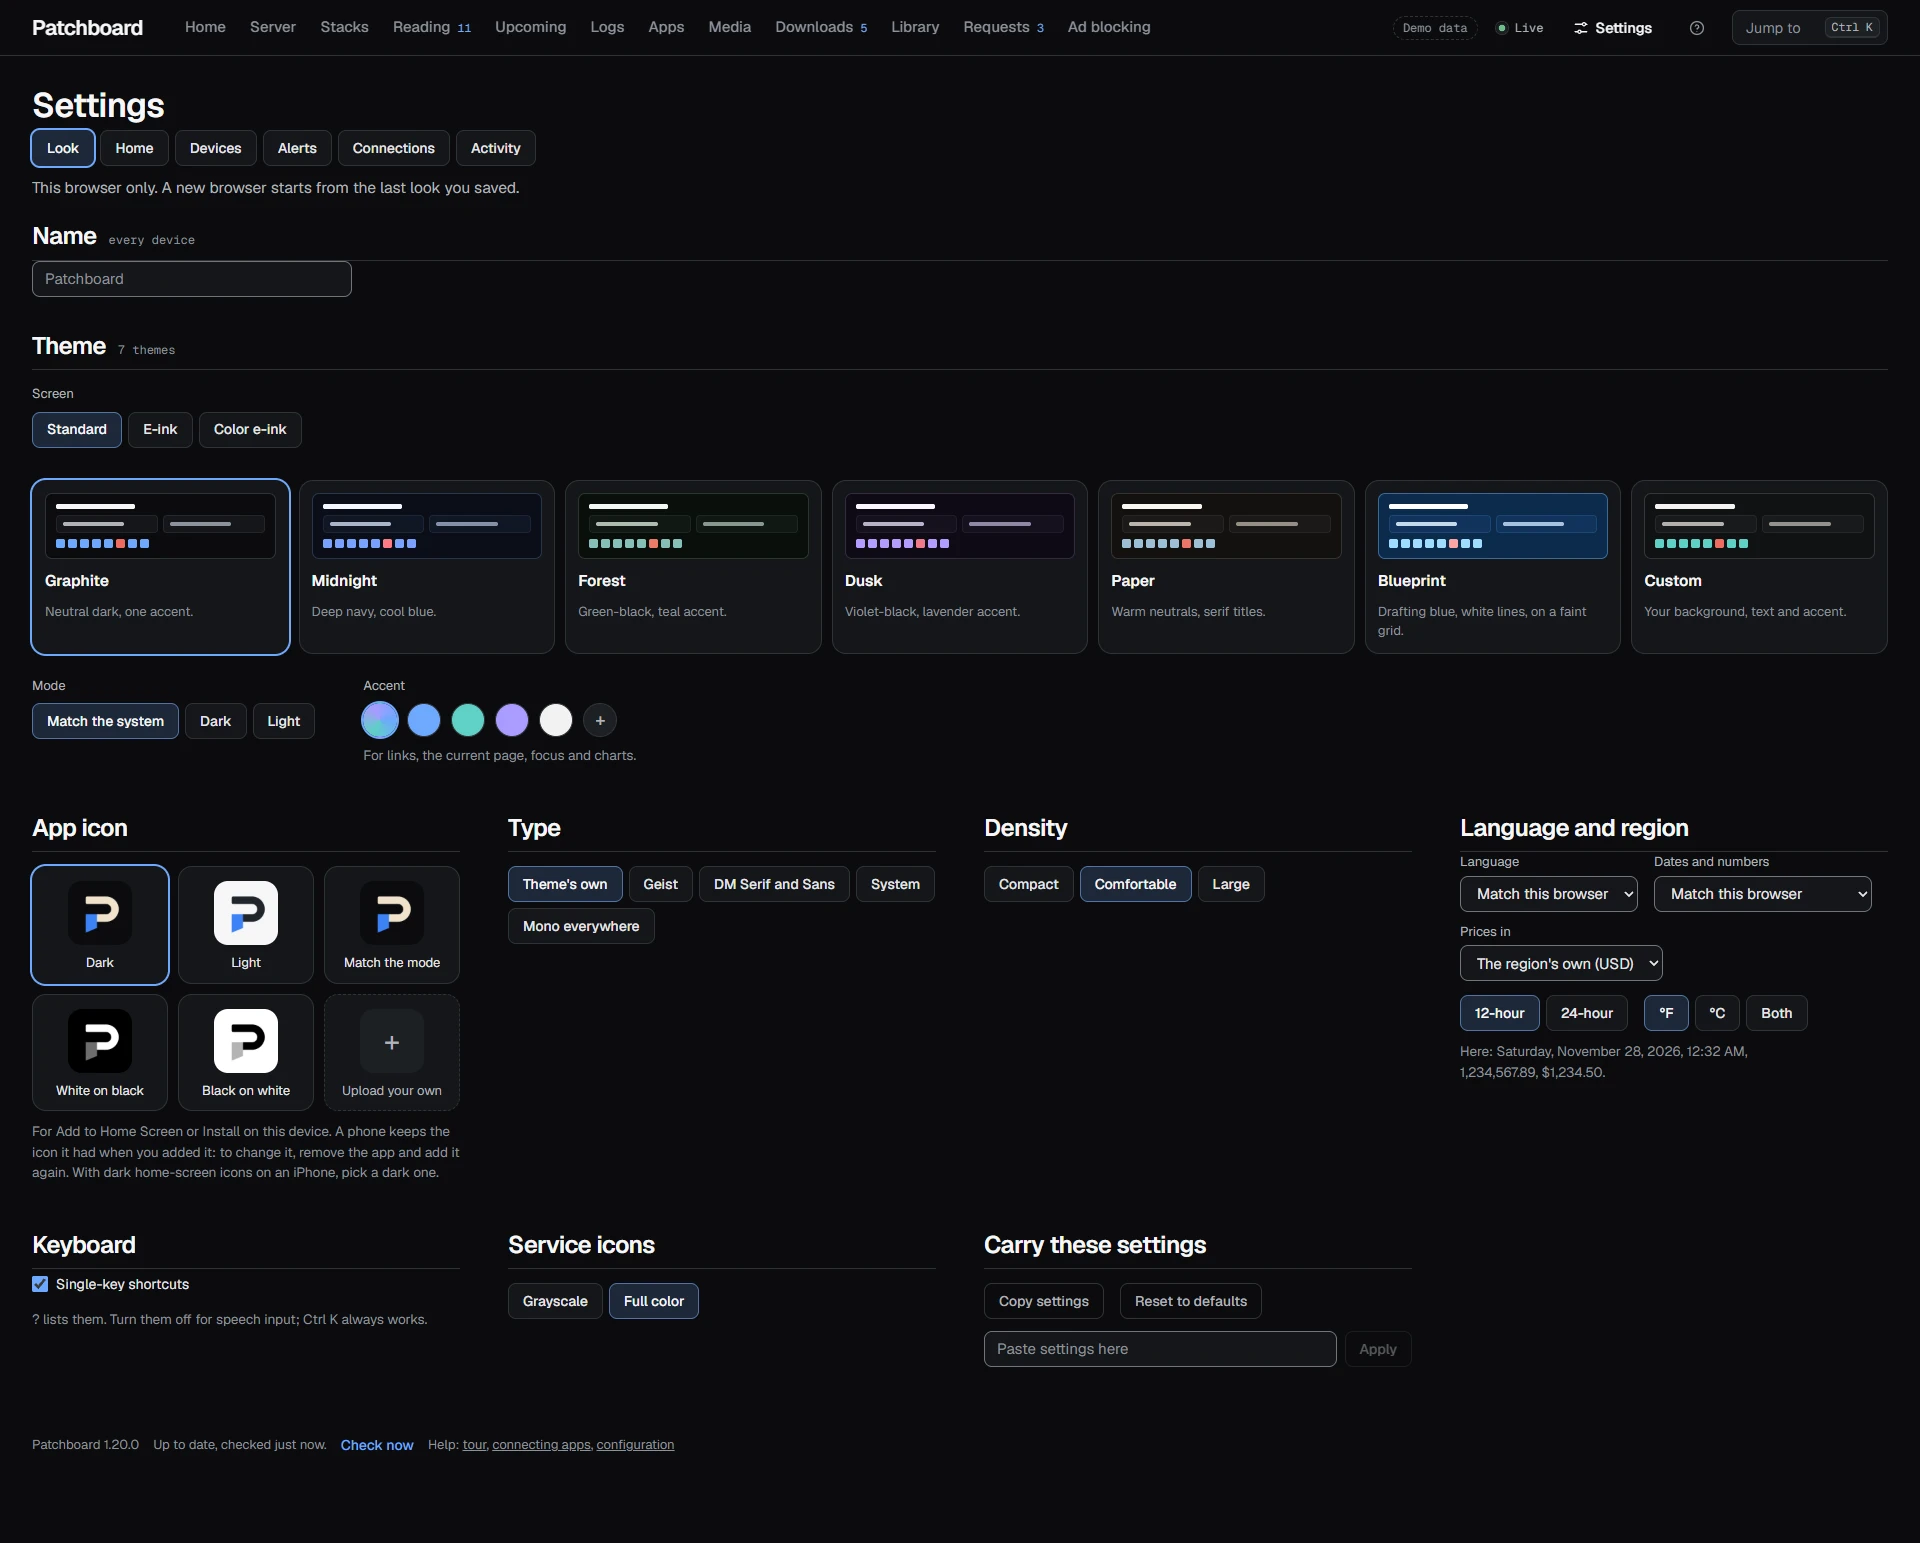 Patchboard Home Server Stacks Reading 11 Upcoming Logs Apps Media Downloads 5 Library Requests 3 Ad blocking Demo data Live Settings ? Jump to Ctrl K
Settings
Look Home Devices Alerts Connections Activity
This browser only. A new browser starts from the last look you saved.
Name every device
Patchboard
Theme 7 themes
Screen
Standard E-ink Color e-ink
Graphite
Neutral dark, one accent.
Midnight
Deep navy, cool blue.
Forest
Green-black, teal accent.
Dusk
Violet-black, lavender accent.
Paper
Warm neutrals, serif titles.
Blueprint
Drafting blue, white lines, on a faint
grid.
Custom
Your background, text and accent.
Mode
Match the system Dark Light
Accent
+
For links, the current page, focus and charts.
App icon
Dark Light Match the mode
+
White on black Black on white Upload your own
For Add to Home Screen or Install on this device. A phone keeps the
icon it had when you added it: to change it, remove the app and add it
again. With dark home-screen icons on an iPhone, pick a dark one.
Type
Theme's own Geist DM Serif and Sans System
Mono everywhere
Density
Compact Comfortable Large
Language and region
Language Dates and numbers
Match this browser Match this browser
Prices in
The region's own (USD)
12-hour 24-hour °F °C Both
Here: Saturday, November 28, 2026, 12:32 AM,
1,234,567.89, $1,234.50.
Keyboard
Single-key shortcuts
? lists them. Turn them off for speech input; Ctrl K always works.
Service icons
Grayscale Full color
Carry these settings
Copy settings Reset to defaults
Paste settings here Apply
Patchboard 1.20.0 Up to date, checked just now. Check now Help: tour, connecting apps, configuration